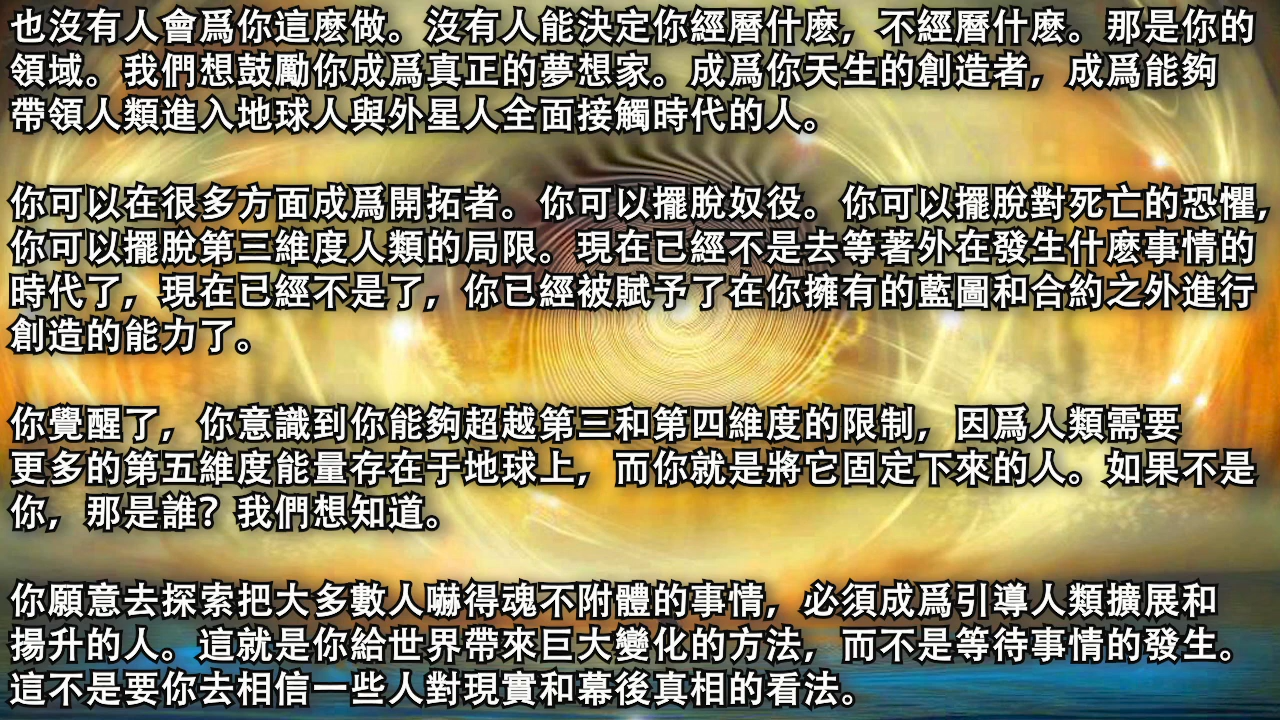 也沒有人會爲你這麽做。沒有人能決定你經曆什麽，不經曆什麽。那是你的
領域。我們想鼓勵你成爲真正的夢想家。成爲你天生的創造者，成爲能夠
帶領人類進入地球人與外星人全面接觸時代的人。
你可以在很多方面成爲開拓者。你可以擺脫奴役。你可以擺脫對死亡的恐懼,
你可以擺脫第三維度人類的局限。現在已經不是去等著外在發生什麽事情的
時代了，現在已經不是了，你已經被賦予了在你擁有的藍圖和合約之外進行
創造的能力了。
你覺醒了，你意識到你能夠超越第三和第四維度的限制，因爲人類需要
更多的第五維度能量存在于地球上，而你就是將它固定下來的人。如果不是
你，那是誰？我們想知道。
你願意去探索把大多數人嚇得魂不附體的事情，必須成爲引導人類擴展和
揚升的人。這就是你給世界帶來巨大變化的方法，而不是等待事情的發生。
這不是要你去相信一些人對現實和幕後真相的看法。